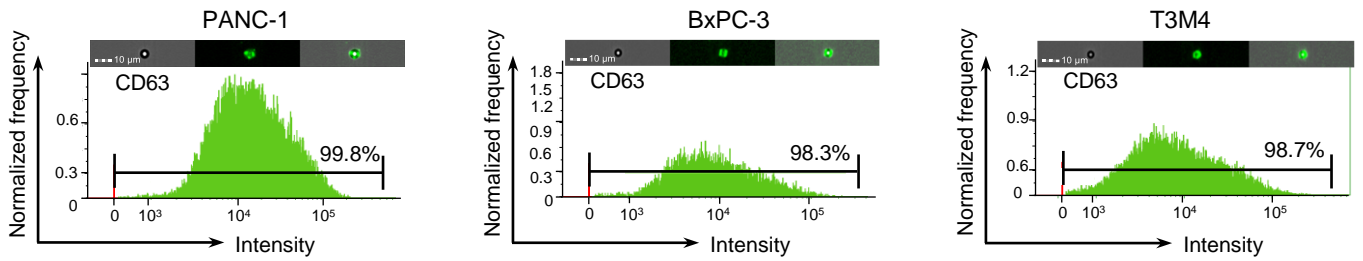 PANC-1
10 µm
CD63
Normalized frequency
0.6
0.3
0
99.8%
0 10³ 10⁴ 10⁵
Intensity
BxPC-3
10 µm
CD63
Normalized frequency
1.8
1.5
1.2
0.9
0.6
0.3
0
98.3%
0 10³ 10⁴ 10⁵
Intensity
T3M4
10 µm
CD63
Normalized frequency
1.2
0.9
0.6
0
98.7%
0 10³ 10⁴ 10⁵
Intensity